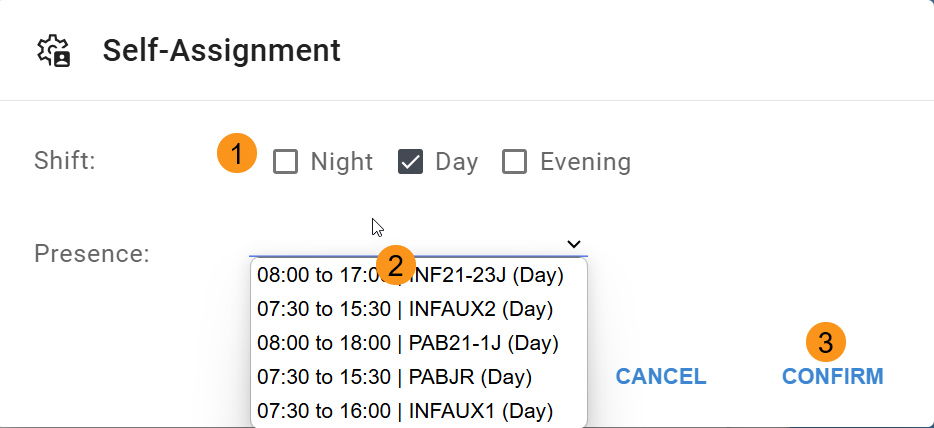 Self-Assignment
Shift:
1
Night
Day
Evening
Presence:
2
08:00 to 17:0 INF21-23J (Day)
07:30 to 15:30 | INFAUX2 (Day)
08:00 to 18:00 | PAB21-1J (Day)
07:30 to 15:30 | PABJR (Day)
07:30 to 16:00 | INFAUX1 (Day)
3
CANCEL
CONFIRM